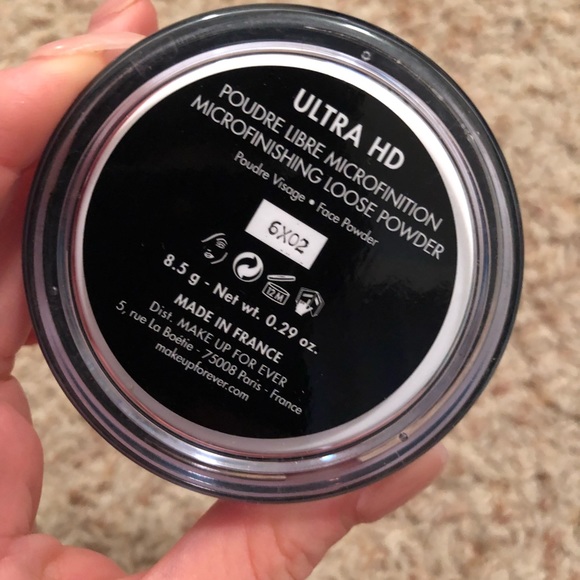 ULTRA HD
POUDRE LIBRE MICROFINITION
MICROFINISHING LOOSE POWDER
Poudre Visage • Face Powder
6X02
12M
8.5 g - Net wt. 0.29 oz.
MADE IN FRANCE
Dist. MAKE UP FOR EVER
5, rue La Boétie - 75008 Paris - France
makeupforever.com